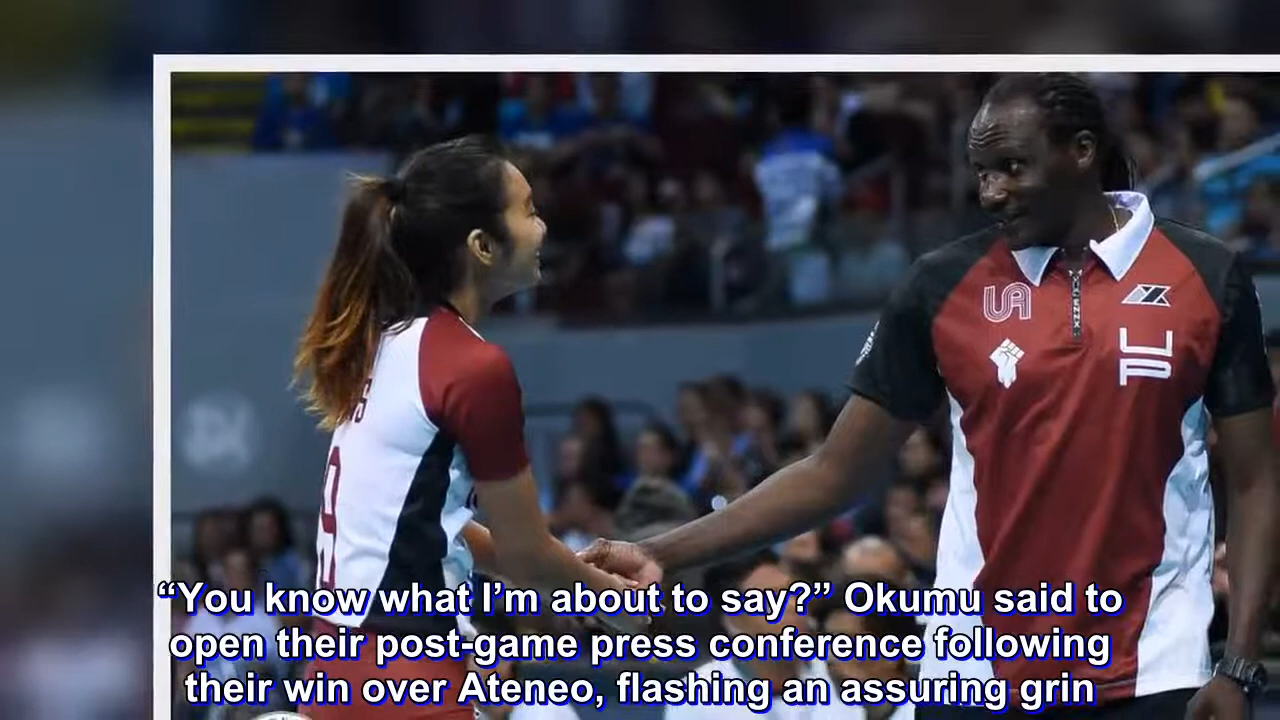 UA
UP
“You know what I’m about to say?” Okumu said to
open their post-game press conference following
their win over Ateneo, flashing an assuring grin